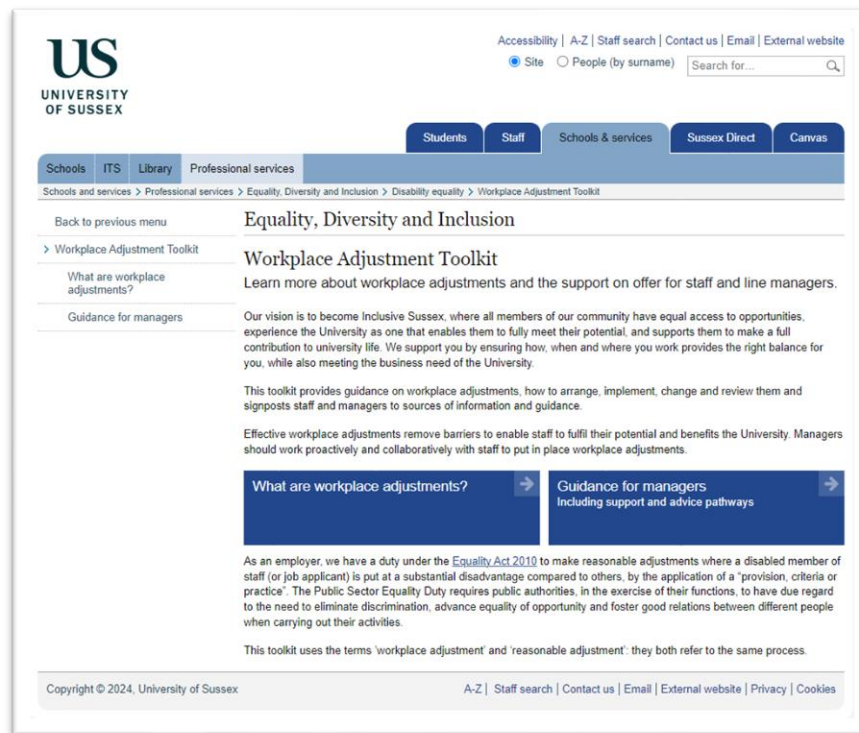 US
UNIVERSITY
OF SUSSEX
Accessibility | A-Z | Staff search | Contact us | Email | External website
Site People (by surname) Search for...
Students Staff Schools & services Sussex Direct Canvas
Schools ITS Library Professional services
Schools and services > Professional services > Equality, Diversity and Inclusion > Disability equality > Workplace Adjustment Toolkit
Back to previous menu
> Workplace Adjustment Toolkit
What are workplace
adjustments?
Guidance for managers
Equality, Diversity and Inclusion
Workplace Adjustment Toolkit
Learn more about workplace adjustments and the support on offer for staff and line managers.
Our vision is to become Inclusive Sussex, where all members of our community have equal access to opportunities,
experience the University as one that enables them to fully meet their potential, and supports them to make a full
contribution to university life. We support you by ensuring how, when and where you work provides the right balance for
you, while also meeting the business need of the University.
This toolkit provides guidance on workplace adjustments, how to arrange, implement, change and review them and
signposts staff and managers to sources of information and guidance.
Effective workplace adjustments remove barriers to enable staff to fulfil their potential and benefits the University. Managers
should work proactively and collaboratively with staff to put in place workplace adjustments.
What are workplace adjustments?
Guidance for managers
Including support and advice pathways
As an employer, we have a duty under the Equality Act 2010 to make reasonable adjustments where a disabled member of
staff (or job applicant) is put at a substantial disadvantage compared to others, by the application of a "provision, criteria or
practice". The Public Sector Equality Duty requires public authorities, in the exercise of their functions, to have due regard
to the need to eliminate discrimination, advance equality of opportunity and foster good relations between different people
when carrying out their activities.
This toolkit uses the terms 'workplace adjustment' and 'reasonable adjustment': they both refer to the same process.
Copyright © 2024, University of Sussex
A-Z | Staff search | Contact us | Email | External website | Privacy | Cookies